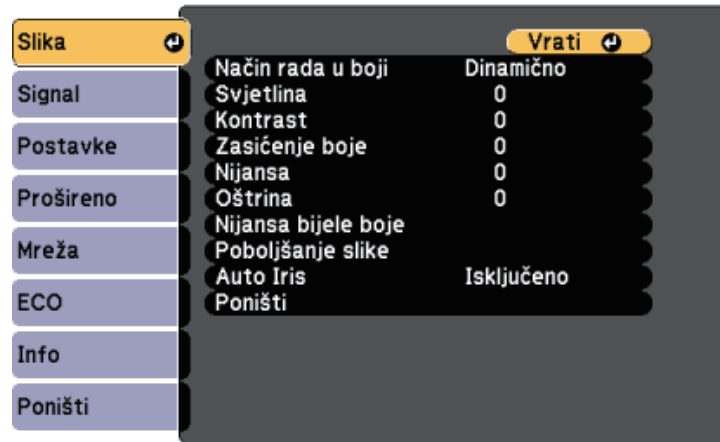 Slika
Signal
Postavke
Prošireno
Mreža
ECO
Info
Poništi
Vrati
Način rada u boji Dinamično
Svjetlina 0
Kontrast 0
Zasićenje boje 0
Nijansa 0
Oštrina 0
Nijansa bijele boje
Poboljšanje slike
Auto Iris Isključeno
Poništi